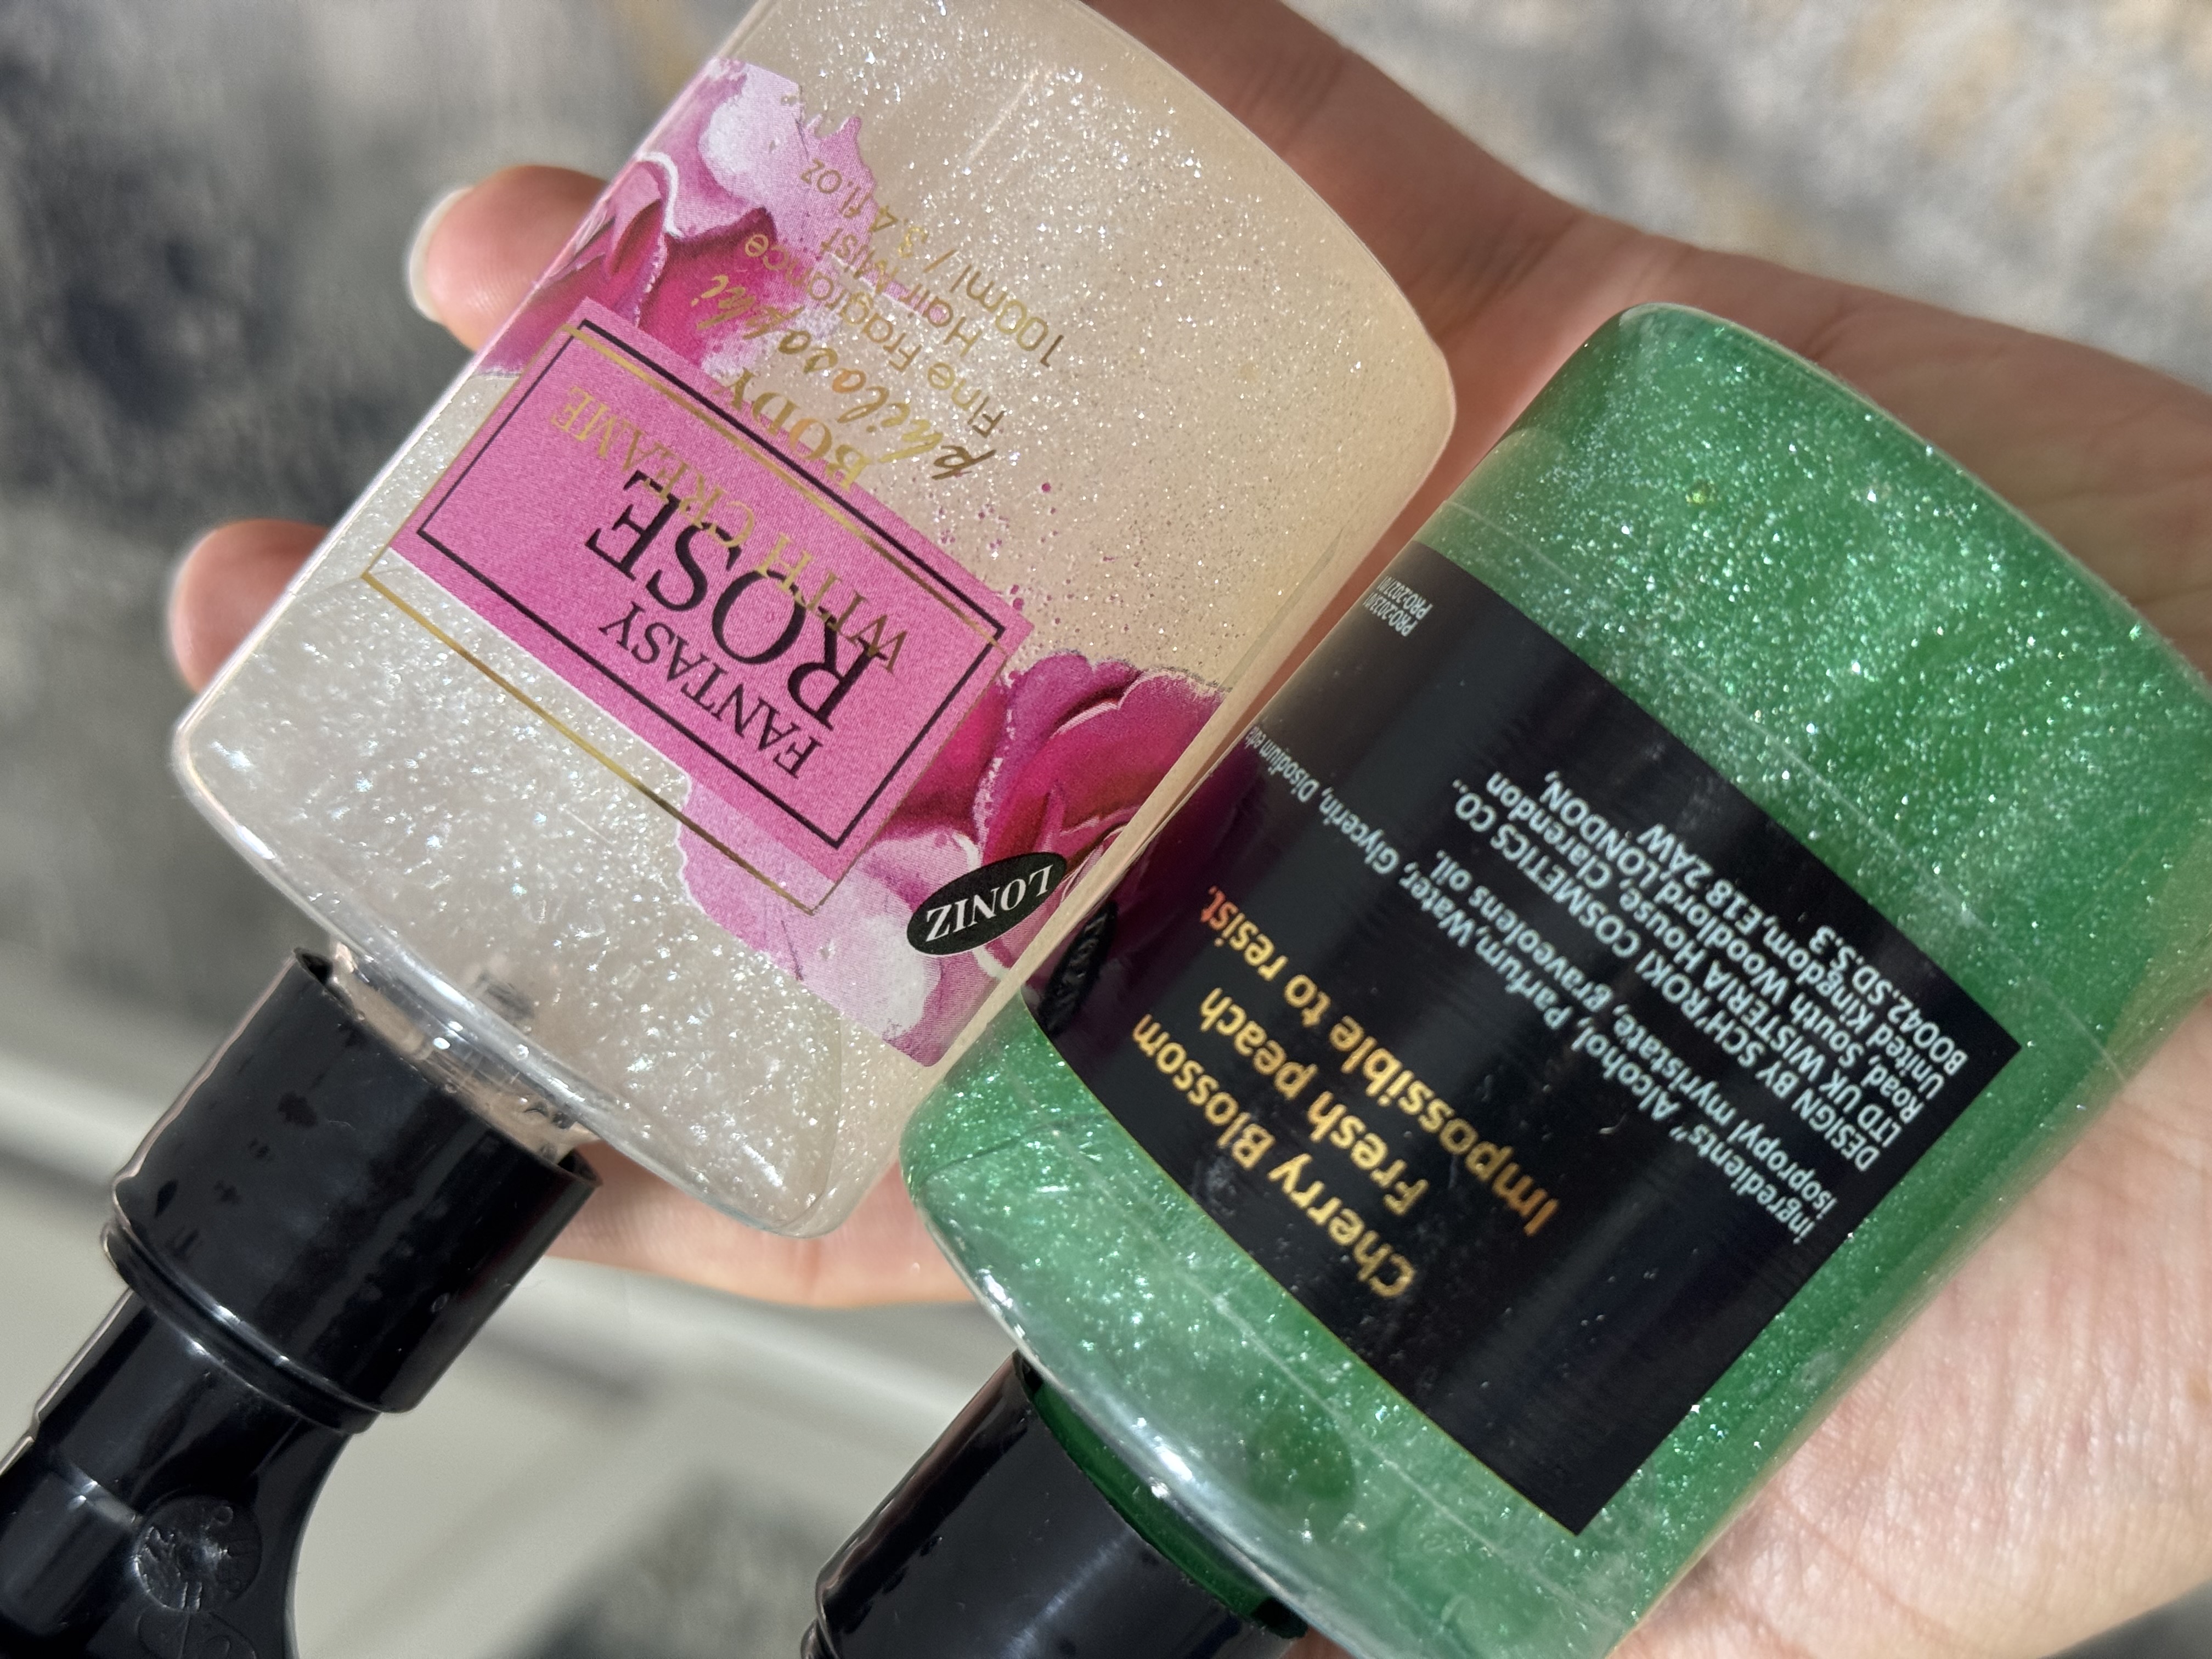 LONIZ
FANTASY
ROSE
WITH CREAME
BODY
philosophi
Fine Fragrance
Hair Mist
100ml / 3.4 fl.oz
Cherry Blossom
Fresh peach
Impossible to resist.
ingredients" Alcohol, Parfum,Water, Glycerin, Disodium
isopropyl myristate, graveolens oil.
DESIGN BY SCH'ROKI COSMETICS CO.,
LTD UK WISTERIA House, Clarendon
Road, South Woodford.LONDON,
United Kingdom,E18 2AW
80042.SD.S.3